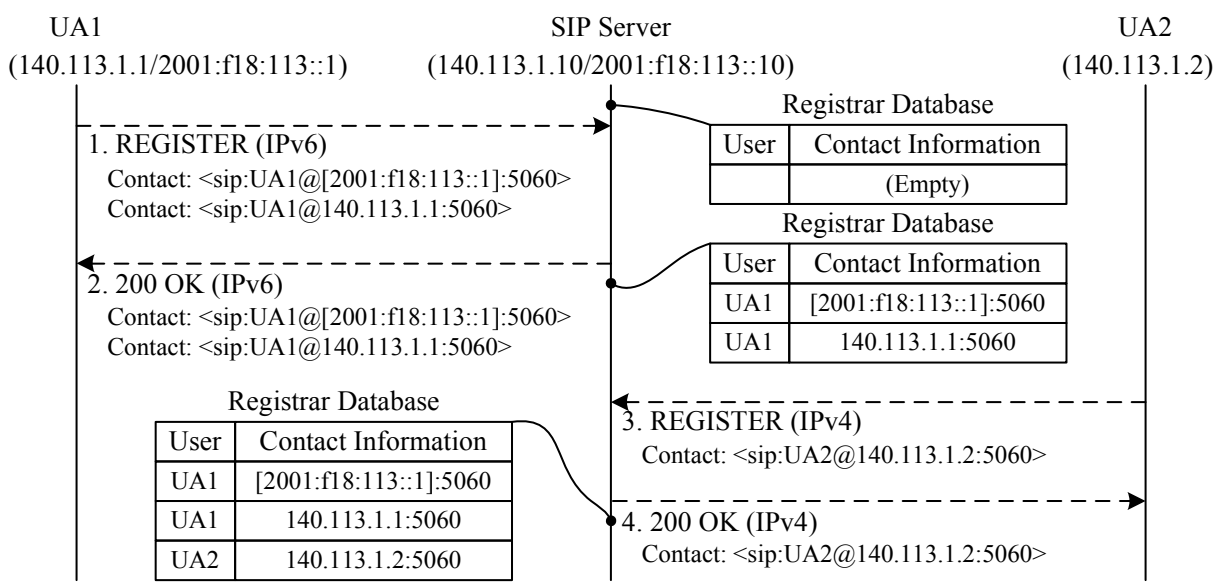 UA1
(140.113.1.1/2001:f18:113::1)
SIP Server
(140.113.1.10/2001:f18:113::10)
UA2
(140.113.1.2)
Registrar Database
User Contact Information
(Empty)
1. REGISTER (IPv6)
Contact: <sip:UA1@[2001:f18:113::1]:5060>
Contact: <sip:UA1@140.113.1.1:5060>
Registrar Database
User Contact Information
UA1 [2001:f18:113::1]:5060
UA1 140.113.1.1:5060
2. 200 OK (IPv6)
Contact: <sip:UA1@[2001:f18:113::1]:5060>
Contact: <sip:UA1@140.113.1.1:5060>
3. REGISTER (IPv4)
Contact: <sip:UA2@140.113.1.2:5060>
Registrar Database
User Contact Information
UA1 [2001:f18:113::1]:5060
UA1 140.113.1.1:5060
UA2 140.113.1.2:5060
4. 200 OK (IPv4)
Contact: <sip:UA2@140.113.1.2:5060>